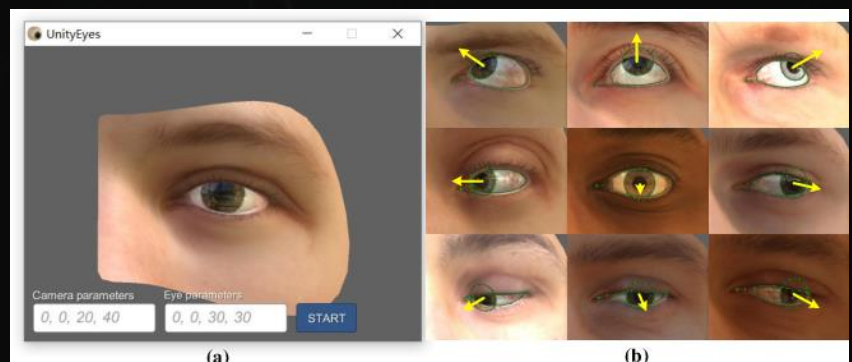 UnityEyes
Camera parameters
Eye parameters
0, 0, 20, 40
0, 0, 30, 30
START
(a)
(b)